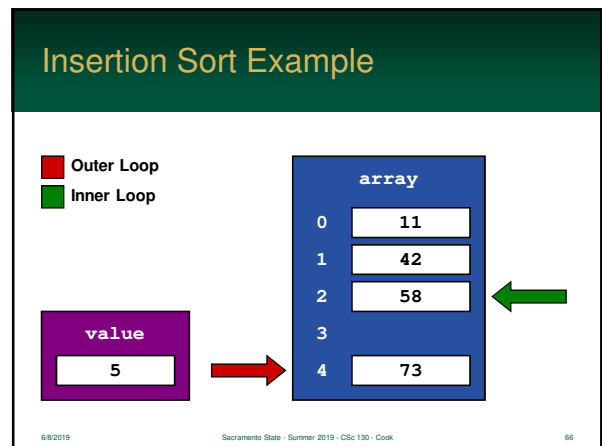 Insertion Sort Example
Outer Loop
Inner Loop
array
0 11
1 42
2 58
3
4 73
value
5
6/8/2019 Sacramento State - Summer 2019 - CSc 130 - Cook 66